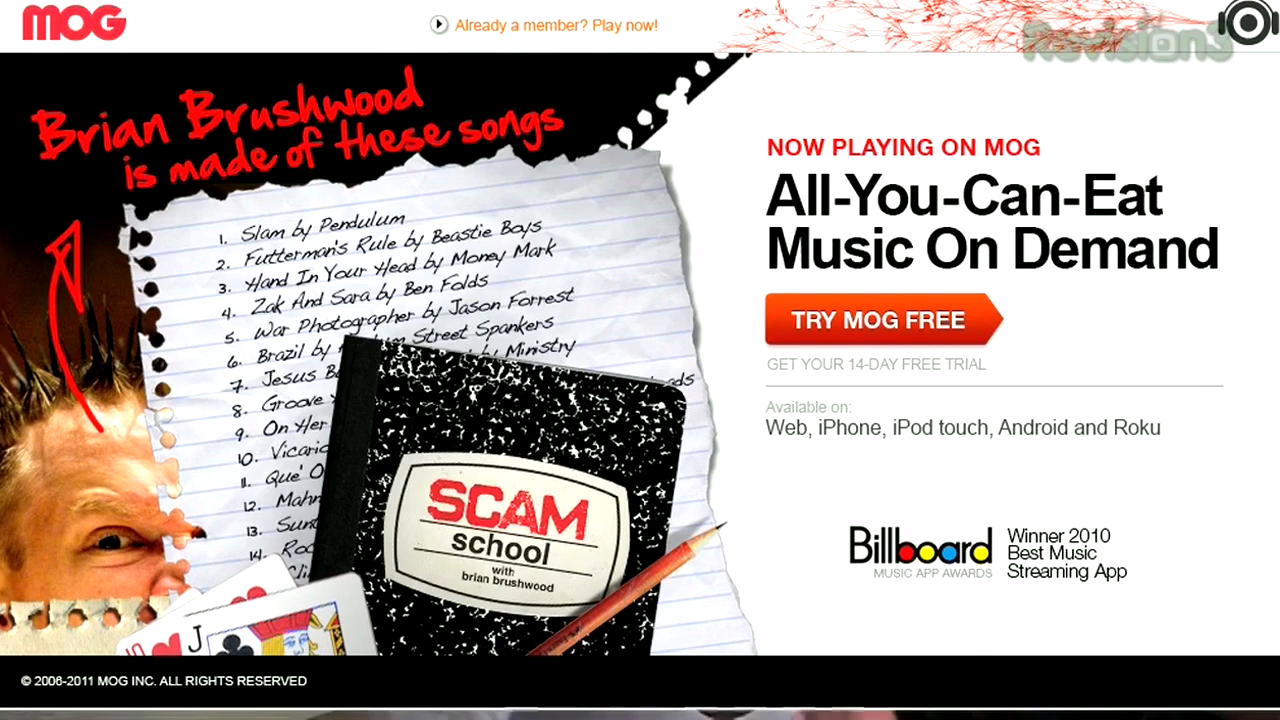 MOG
Already a member? Play now!
Revision3
Brian Brushwood
is made of these songs
1. Slam by Pendulum
2. Futterman's Rule by Beastie Boys
3. Hand In Your Head by Money Mark
4. Zak And Sara by Ben Folds
5. War Photographer by Jason Forrest
6. Brazil by Street Spankers
7. Jesus by Ministry
8. Groove
9. On Her
10.
11. Que' O
12.
13.
14.
SCAM
school
with
brian brushwood
J
NOW PLAYING ON MOG
All-You-Can-Eat
Music On Demand
TRY MOG FREE
GET YOUR 14-DAY FREE TRIAL
Available on:
Web, iPhone, iPod touch, Android and Roku
Billboard
MUSIC APP AWARDS
Winner 2010
Best Music
Streaming App
© 2006-2011 MOG INC. ALL RIGHTS RESERVED